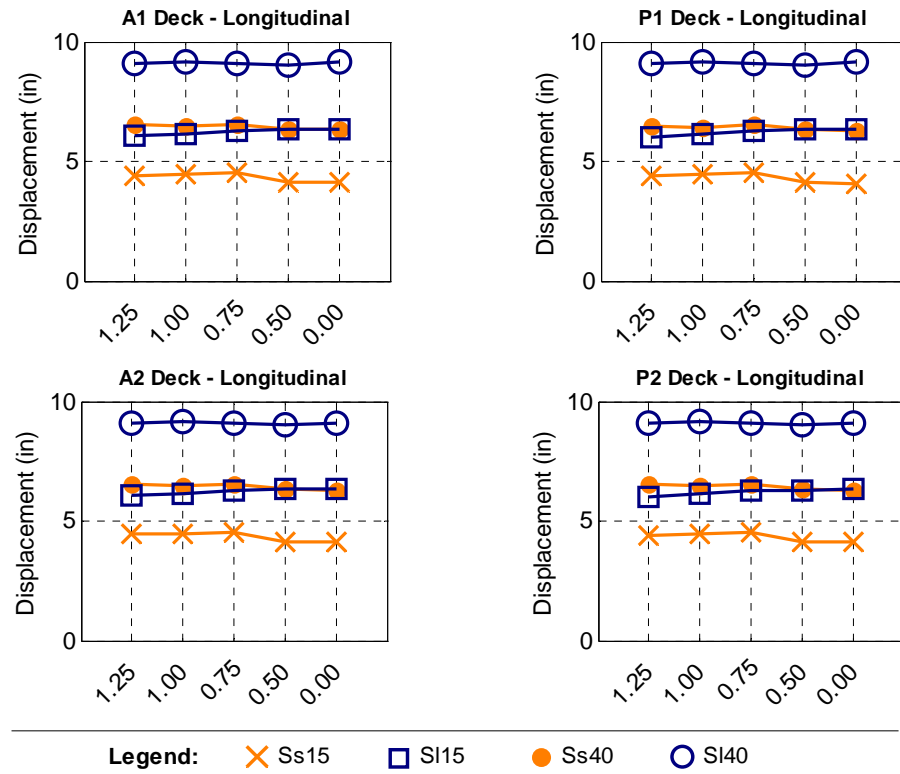 A1 Deck - Longitudinal
10
5
0
Displacement (in)
1.25 1.00 0.75 0.50 0.00
P1 Deck - Longitudinal
10
5
0
Displacement (in)
1.25 1.00 0.75 0.50 0.00
A2 Deck - Longitudinal
10
5
0
Displacement (in)
1.25 1.00 0.75 0.50 0.00
P2 Deck - Longitudinal
10
5
0
Displacement (in)
1.25 1.00 0.75 0.50 0.00
Legend: Ss15 Sl15 Ss40 Sl40